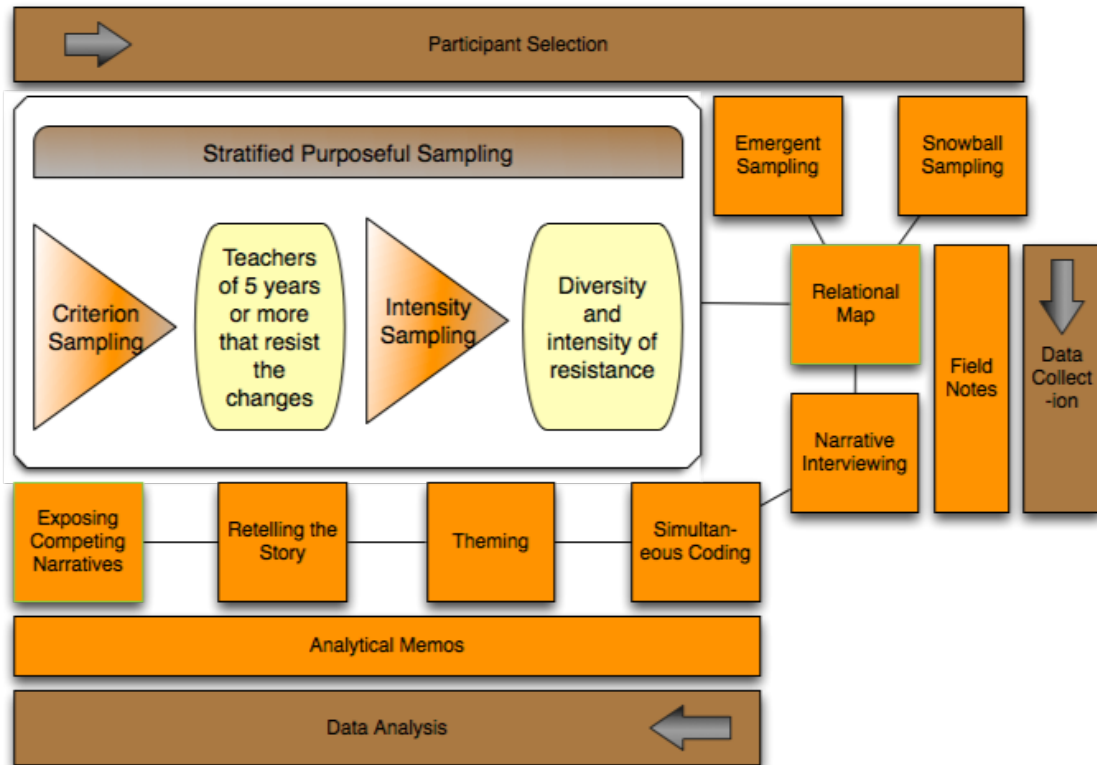 Participant Selection
Stratified Purposeful Sampling
Criterion
Sampling
Teachers
of 5 years
or more
that resist
the
changes
Intensity
Sampling
Diversity
and
intensity of
resistance
Emergent
Sampling
Snowball
Sampling
Relational
Map
Field
Notes
Data
Collect
-ion
Narrative
Interviewing
Exposing
Competing
Narratives
Retelling the
Story
Theming
Simultan-
eous Coding
Analytical Memos
Data Analysis